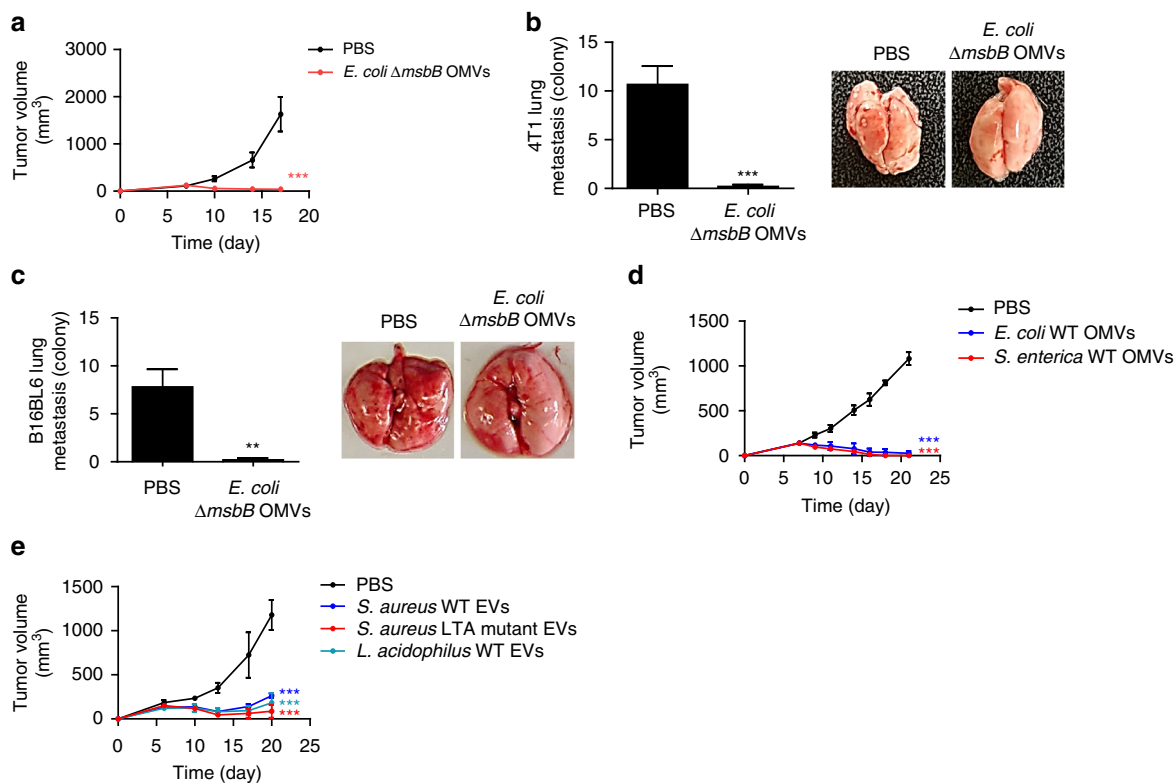 a
PBS
E. coli ΔmsbB OMVs
3000
2000
1000
0
Tumor volume
(mm³)
0 5 10 15 20
Time (day)
***
b
15
10
5
0
4T1 lung
metastasis (colony)
***
PBS
E. coli
ΔmsbB OMVs
PBS
E. coli
ΔmsbB OMVs
c
15
10
5
0
B16BL6 lung
metastasis (colony)
**
PBS
E. coli
ΔmsbB OMVs
PBS
E. coli
ΔmsbB OMVs
d
PBS
E. coli WT OMVs
S. enterica WT OMVs
1500
1000
500
0
Tumor volume
(mm³)
***
***
0 5 10 15 20 25
Time (day)
e
PBS
S. aureus WT EVs
S. aureus LTA mutant EVs
L. acidophilus WT EVs
1500
1000
500
0
Tumor volume
(mm³)
***
***
***
0 5 10 15 20 25
Time (day)